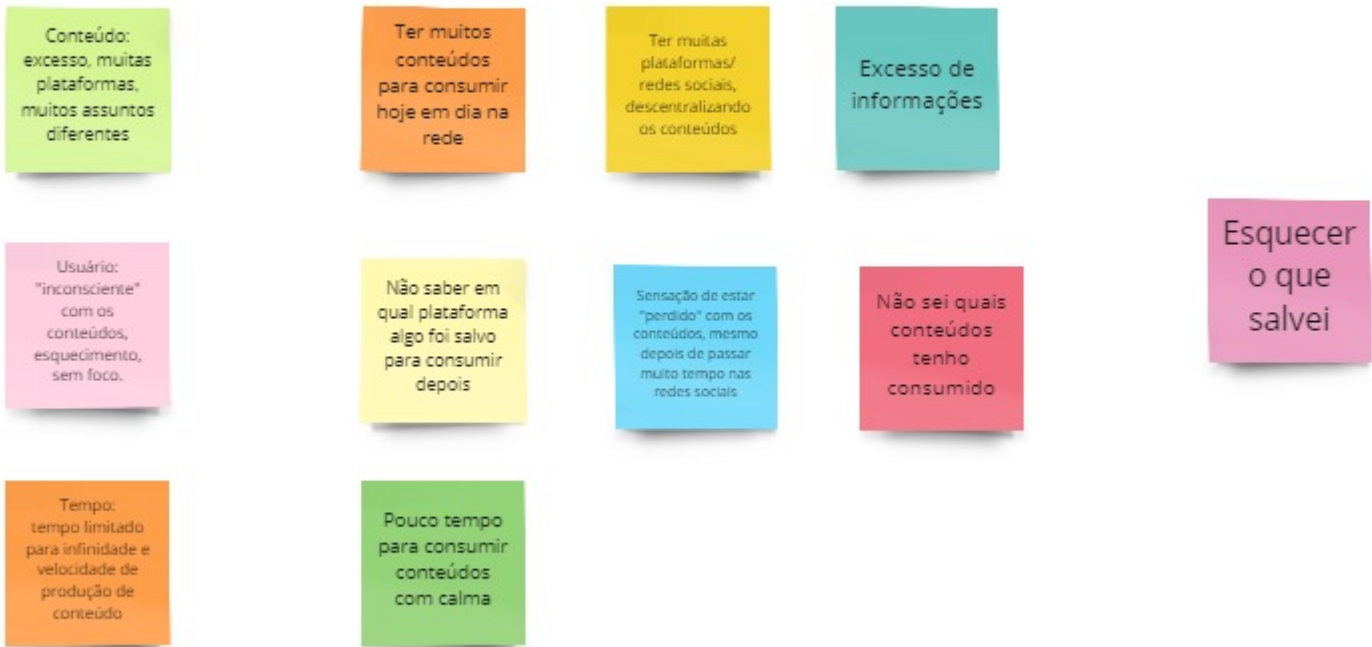 Conteúdo:
excesso, muitas
plataformas,
muitos assuntos
diferentes
Ter muitos
conteúdos
para consumir
hoje em dia na
rede
Ter muitas
plataformas/
redes sociais,
descentralizando
os conteúdos
Excesso de
informações
Usuário:
"inconsciente"
com os
conteúdos,
esquecimento,
sem foco.
Não saber em
qual plataforma
algo foi salvo
para consumir
depois
Sensação de estar
"perdido" com os
conteúdos, mesmo
depois de passar
muito tempo nas
redes sociais
Não sei quais
conteúdos
tenho
consumido
Esquecer
o que
salvei
Tempo:
tempo limitado
para infinidade e
velocidade de
produção de
conteúdo
Pouco tempo
para consumir
conteúdos
com calma